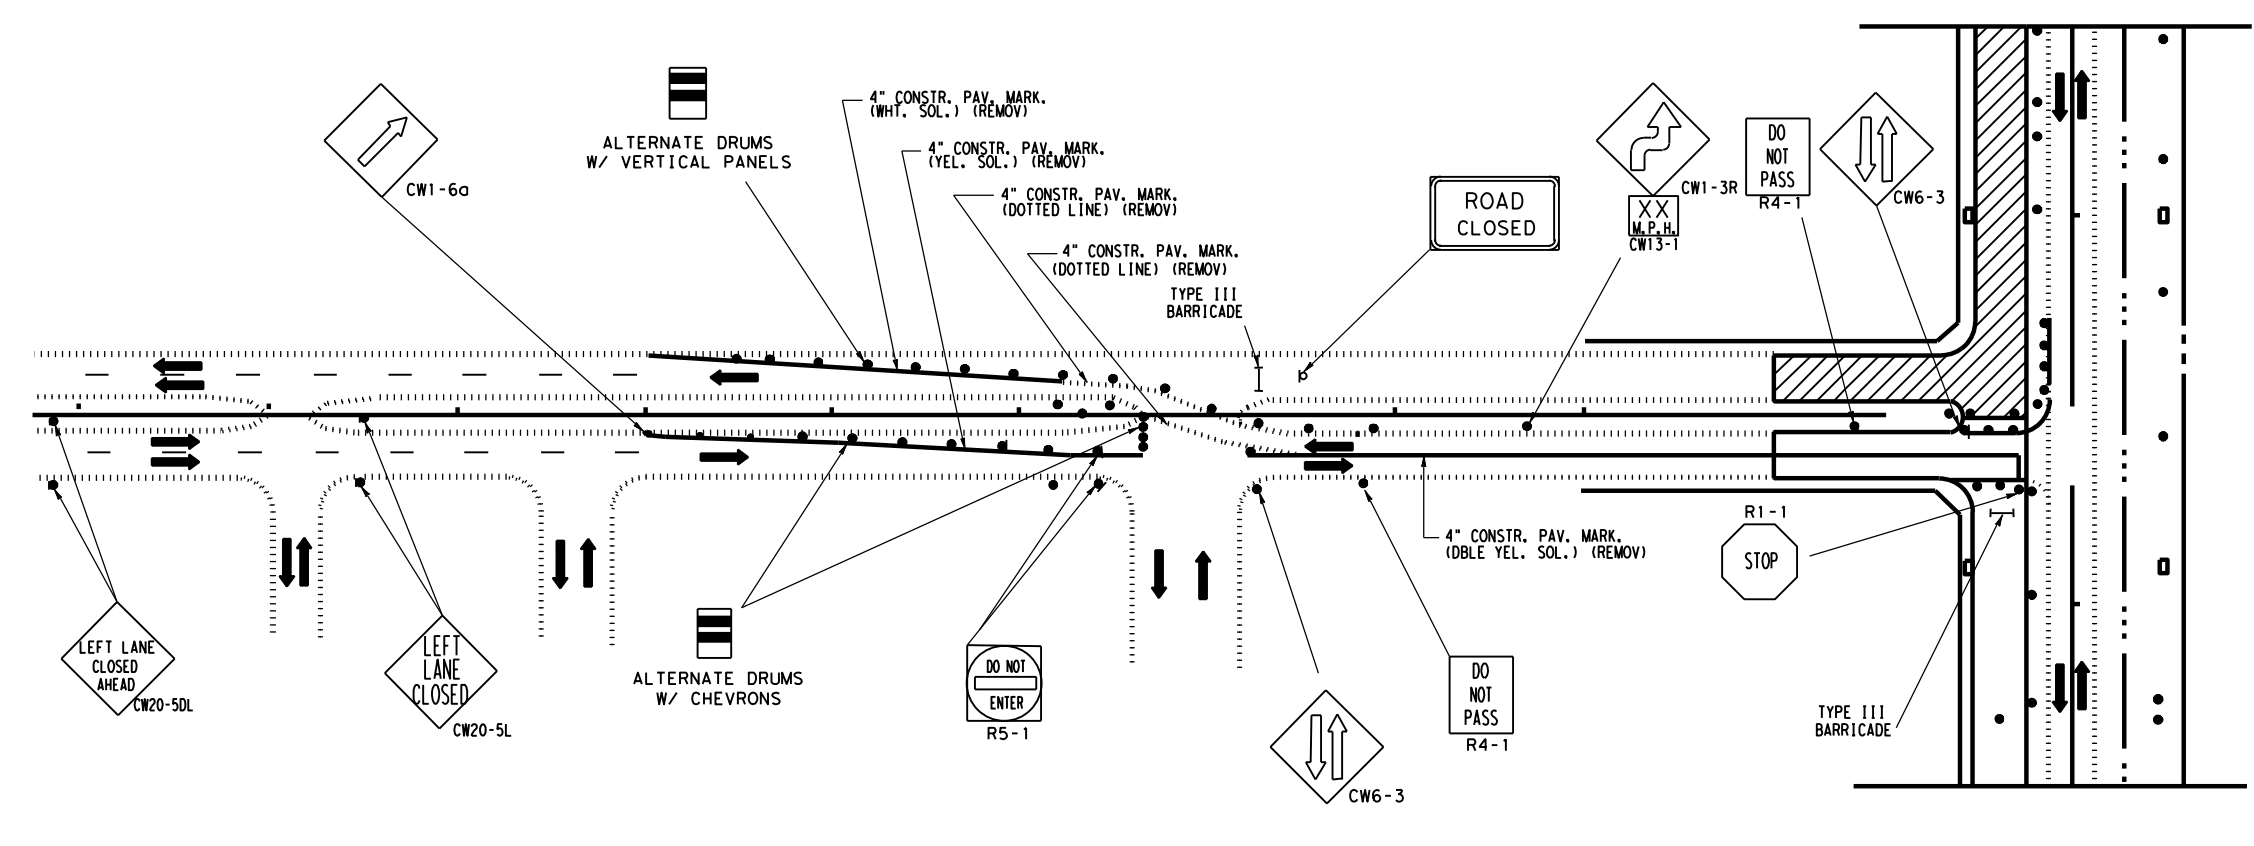 CW1-6a
ALTERNATE DRUMS
W/ VERTICAL PANELS
4" CONSTR. PAV. MARK.
(WHT. SOL.) (REMOV)
4" CONSTR. PAV. MARK.
(YEL. SOL.) (REMOV)
4" CONSTR. PAV. MARK.
(DOTTED LINE) (REMOV)
4" CONSTR. PAV. MARK.
(DOTTED LINE) (REMOV)
TYPE III
BARRICADE
ROAD
CLOSED
CW1-3R
XX
M.P.H.
CW13-1
DO
NOT
PASS
R4-1
CW6-3
LEFT LANE
CLOSED
AHEAD
CW20-5DL
LEFT
LANE
CLOSED
CW20-5L
ALTERNATE DRUMS
W/ CHEVRONS
DO NOT
ENTER
R5-1
CW6-3
DO
NOT
PASS
R4-1
4" CONSTR. PAV. MARK.
(DBLE YEL. SOL.) (REMOV)
R1-1
STOP
TYPE III
BARRICADE